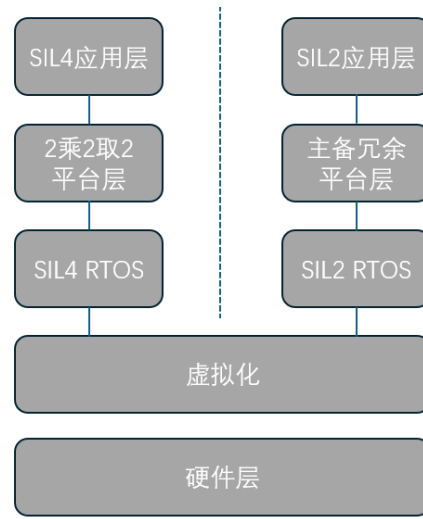 SIL4应用层
SIL2应用层
2乘2取2
平台层
主备冗余
平台层
SIL4 RTOS
SIL2 RTOS
虚拟化
硬件层